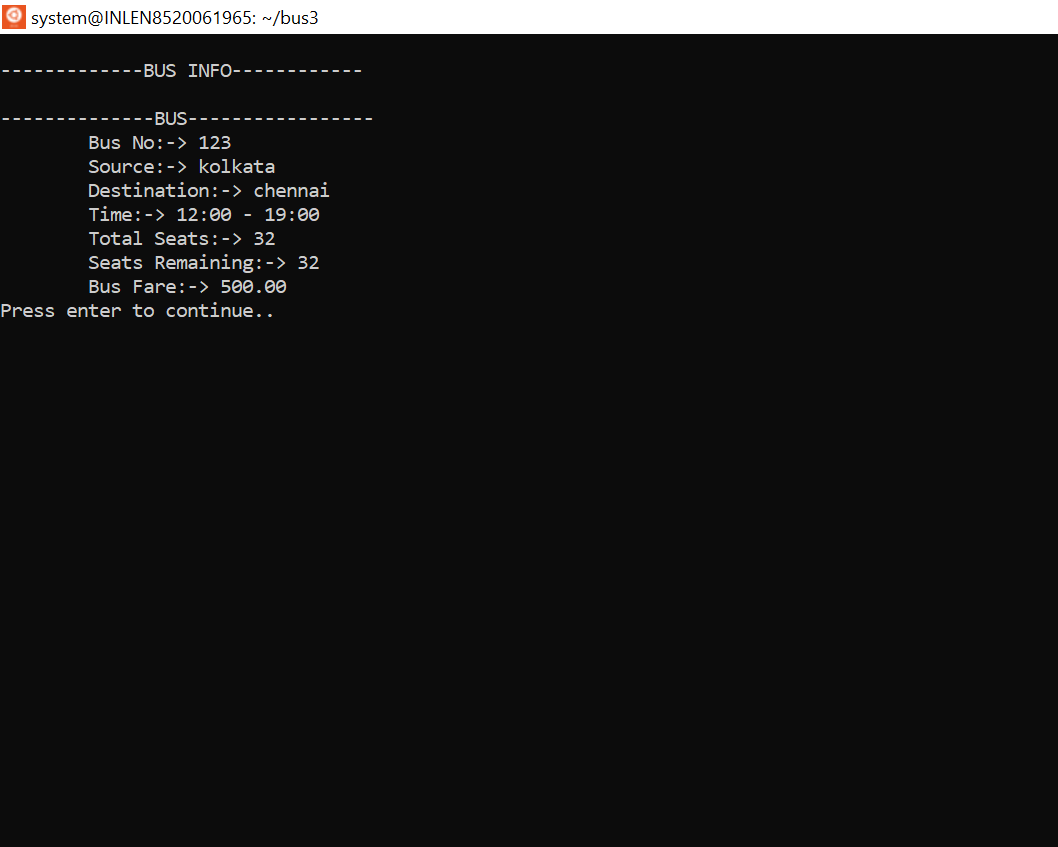 system@INLEN8520061965: ~/bus3
-------------BUS INFO------------
--------------BUS-----------------
Bus No:-> 123
Source:-> kolkata
Destination:-> chennai
Time:-> 12:00 - 19:00
Total Seats:-> 32
Seats Remaining:-> 32
Bus Fare:-> 500.00
Press enter to continue..